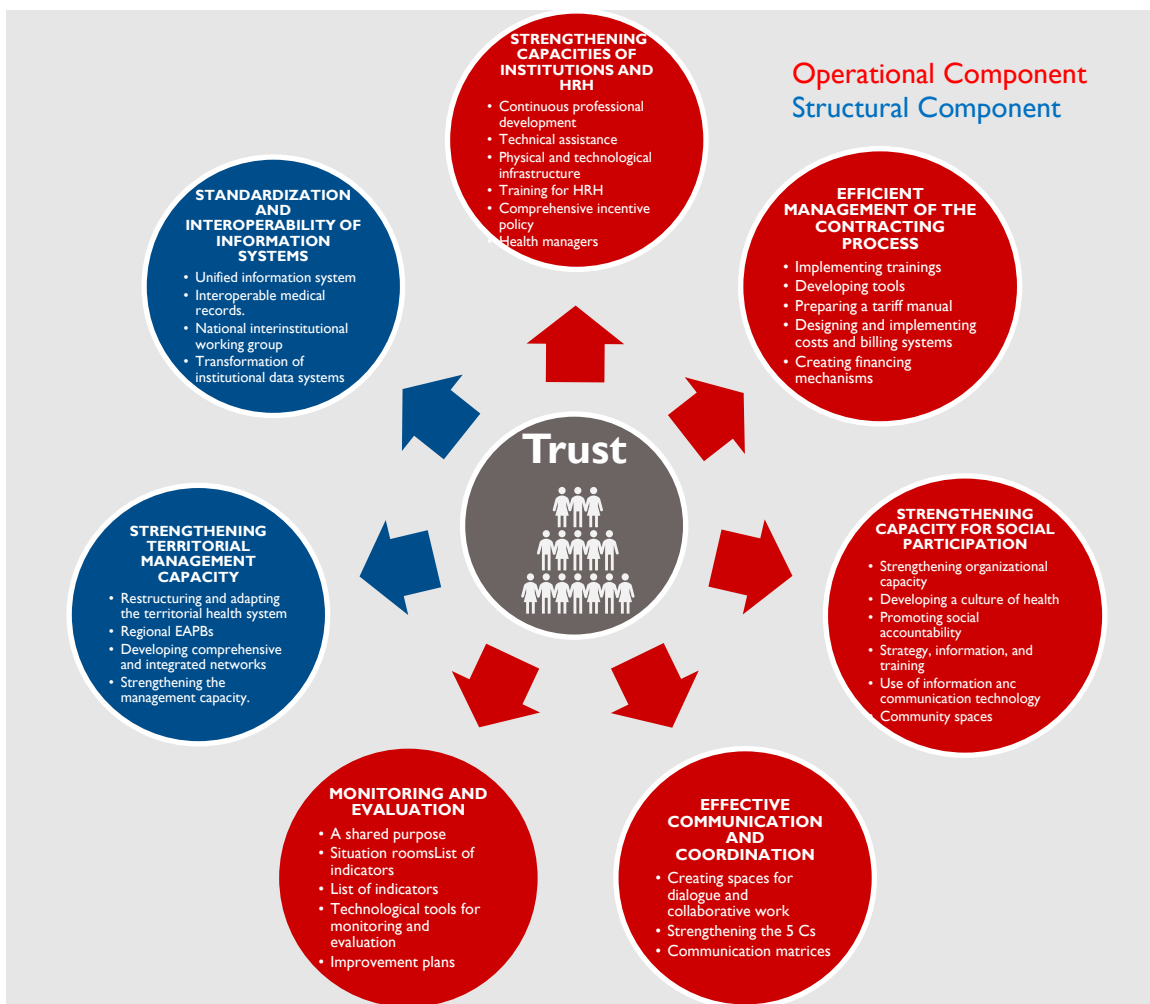 Operational Component
Structural Component
STRENGTHENING
CAPACITIES OF
INSTITUTIONS AND
HRH
• Continuous professional
development
• Technical assistance
• Physical and technological
infrastructure
• Training for HRH
• Comprehensive incentive
policy
• Health managers
EFFICIENT
MANAGEMENT OF THE
CONTRACTING
PROCESS
• Implementing trainings
• Developing tools
• Preparing a tariff manual
• Designing and implementing
costs and billing systems
• Creating financing
mechanisms
STRENGTHENING
CAPACITY FOR SOCIAL
PARTICIPATION
• Strengthening organizational
capacity
• Developing a culture of health
• Promoting social
accountability
• Strategy, information, and
training
• Use of information and
communication technology
• Community spaces
EFFECTIVE
COMMUNICATION
AND
COORDINATION
• Creating spaces for
dialogue and
collaborative work
• Strengthening the 5 Cs
• Communication matrices
MONITORING AND
EVALUATION
• A shared purpose
• Situation roomsList of
indicators
• List of indicators
• Technological tools for
monitoring and
evaluation
• Improvement plans
STRENGTHENING
TERRITORIAL
MANAGEMENT
CAPACITY
• Restructuring and adapting
the territorial health system
• Regional EAPBs
• Developing comprehensive
and integrated networks
• Strengthening the
management capacity.
STANDARDIZATION
AND
INTEROPERABILITY OF
INFORMATION
SYSTEMS
• Unified information system
• Interoperable medical
records.
• National interinstitutional
working group
• Transformation of
institutional data systems
Trust